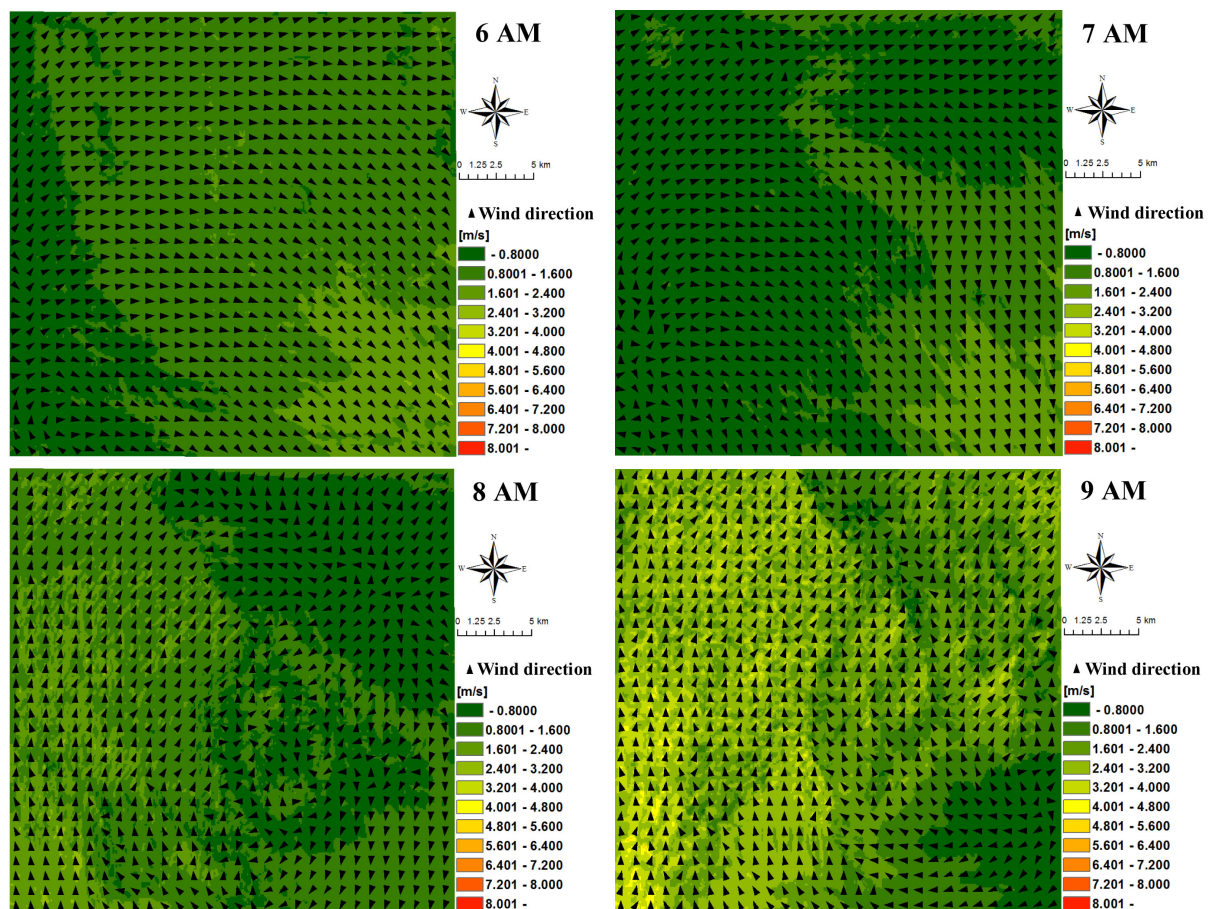 6 AM
N
W E
S
0 1.25 2.5 5 km
Wind direction
[m/s]
- 0.8000
0.8001 - 1.600
1.601 - 2.400
2.401 - 3.200
3.201 - 4.000
4.001 - 4.800
4.801 - 5.600
5.601 - 6.400
6.401 - 7.200
7.201 - 8.000
8.001 -
7 AM
N
W E
S
0 1.25 2.5 5 km
Wind direction
[m/s]
- 0.8000
0.8001 - 1.600
1.601 - 2.400
2.401 - 3.200
3.201 - 4.000
4.001 - 4.800
4.801 - 5.600
5.601 - 6.400
6.401 - 7.200
7.201 - 8.000
8.001 -
8 AM
N
W E
S
0 1.25 2.5 5 km
Wind direction
[m/s]
- 0.8000
0.8001 - 1.600
1.601 - 2.400
2.401 - 3.200
3.201 - 4.000
4.001 - 4.800
4.801 - 5.600
5.601 - 6.400
6.401 - 7.200
7.201 - 8.000
8.001 -
9 AM
N
W E
S
0 1.25 2.5 5 km
Wind direction
[m/s]
- 0.8000
0.8001 - 1.600
1.601 - 2.400
2.401 - 3.200
3.201 - 4.000
4.001 - 4.800
4.801 - 5.600
5.601 - 6.400
6.401 - 7.200
7.201 - 8.000
8.001 -